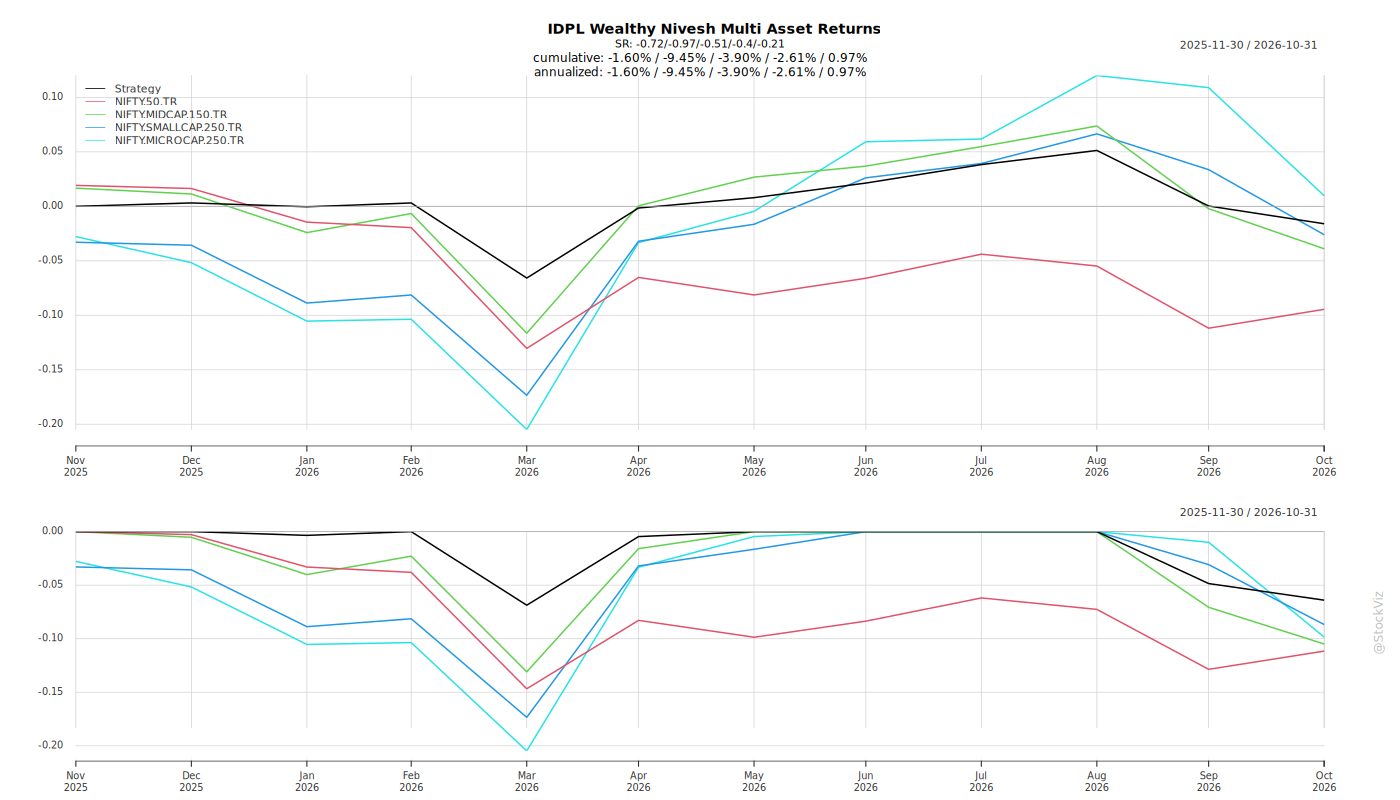 IDPL Wealthy Nivesh Multi Asset Returns
SR: -0.72/-0.97/-0.51/-0.4/-0.21
cumulative: -1.60% / -9.45% / -3.90% / -2.61% / 0.97%
annualized: -1.60% / -9.45% / -3.90% / -2.61% / 0.97%
2025-11-30 / 2026-10-31
Strategy
NIFTY.50.TR
NIFTY.MIDCAP.150.TR
NIFTY.SMALLCAP.250.TR
NIFTY.MICROCAP.250.TR
0.10
0.05
0.00
-0.05
-0.10
-0.15
-0.20
Nov Dec Jan Feb Mar Apr May Jun Jul Aug Sep Oct
2025 2025 2026 2026 2026 2026 2026 2026 2026 2026 2026 2026
2025-11-30 / 2026-10-31
0.00
-0.05
-0.10
-0.15
-0.20
Nov Dec Jan Feb Mar Apr May Jun Jul Aug Sep Oct
2025 2025 2026 2026 2026 2026 2026 2026 2026 2026 2026 2026
@StockViz